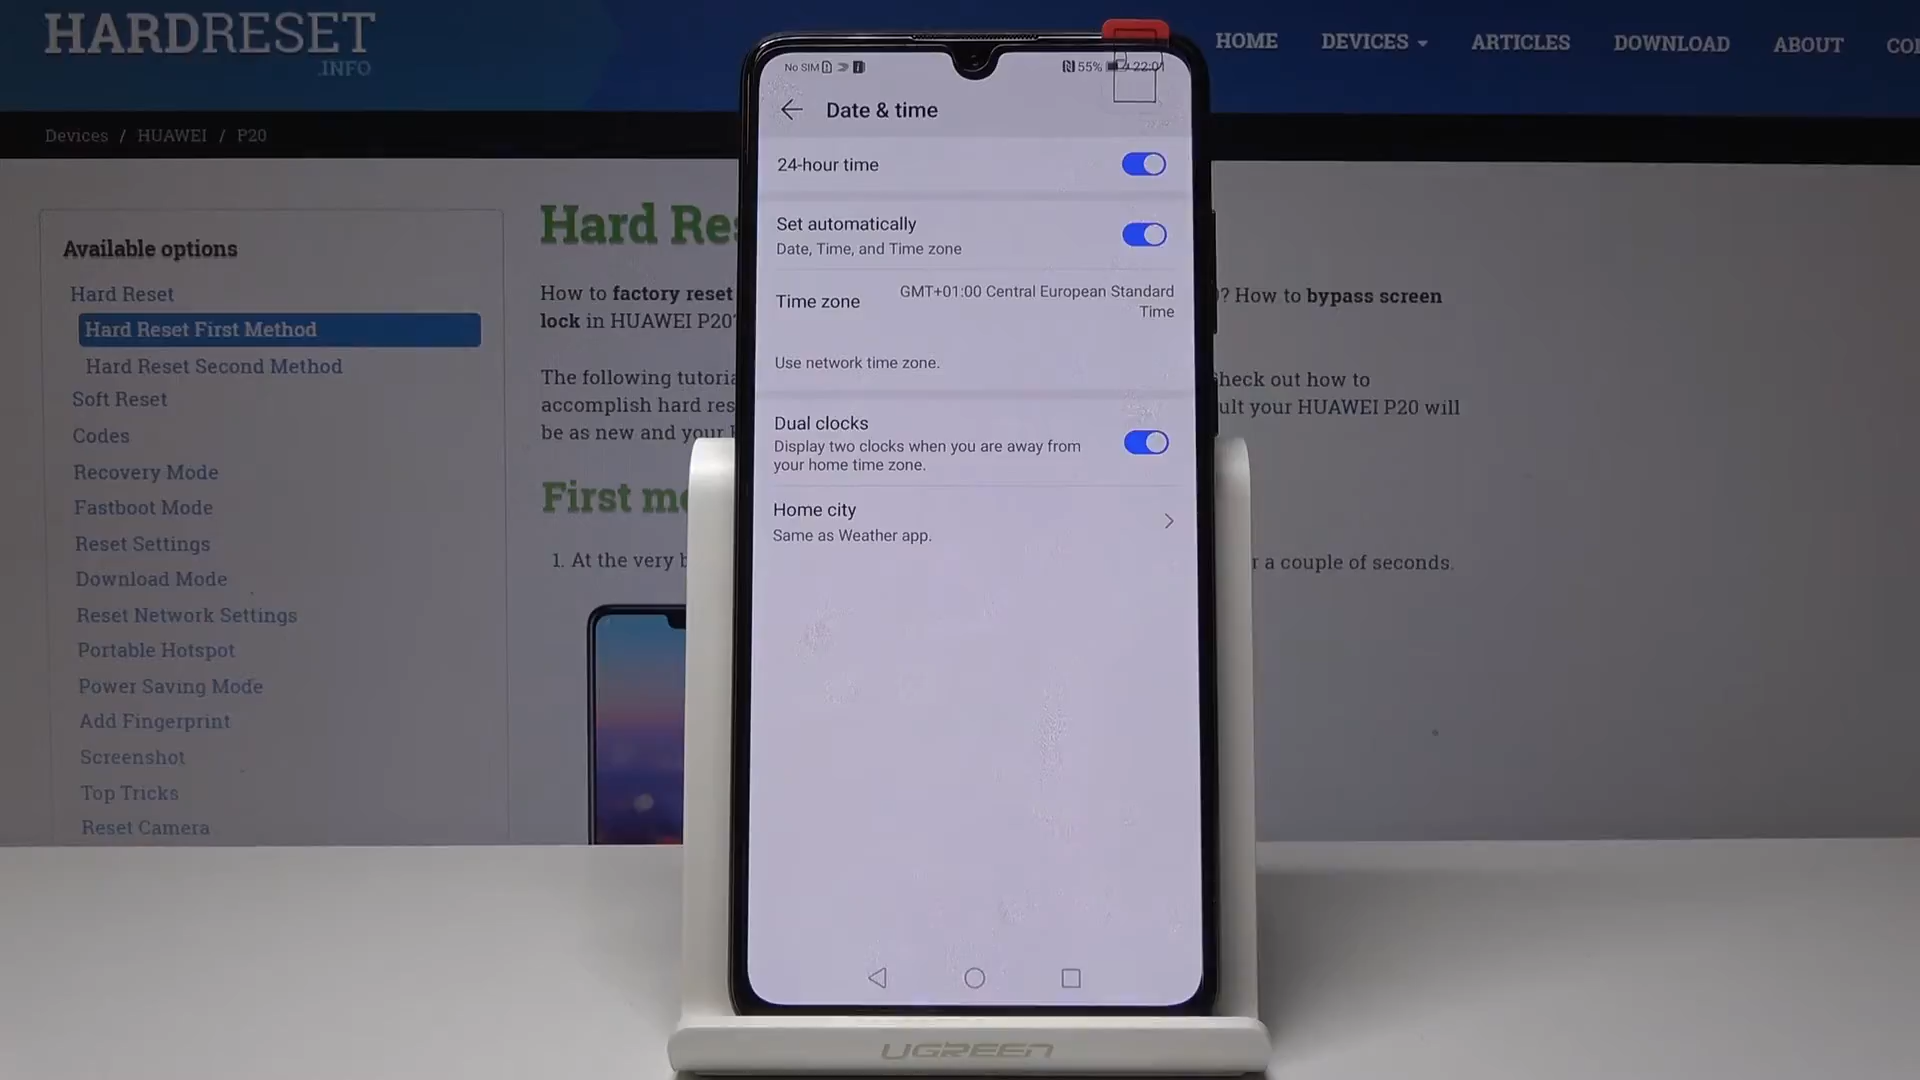 HARDRESET
.INFO
HOME
DEVICES
ARTICLES
DOWNLOAD
ABOUT
Devices / HUAWEI / P20
Available options
Hard Reset
Hard Reset First Method
Hard Reset Second Method
Soft Reset
Codes
Recovery Mode
Fastboot Mode
Reset Settings
Download Mode
Reset Network Settings
Portable Hotspot
Power Saving Mode
Add Fingerprint
Screenshot
Top Tricks
Reset Camera
Hard
How to factory reset
? How to bypass screen
lock in HUAWEI P20?
The following
check out how to
accomplish hard
your HUAWEI P20 will
be as new and your
First
1. At the very
r a couple of seconds.
No SIM
55%
22:01
Date & time
24-hour time
Set automatically
Date, Time, and Time zone
Time zone
GMT+01:00 Central European Standard
Time
Use network time zone.
Dual clocks
Display two clocks when you are away from
your home time zone.
Home city
Same as Weather app.
UGREEN